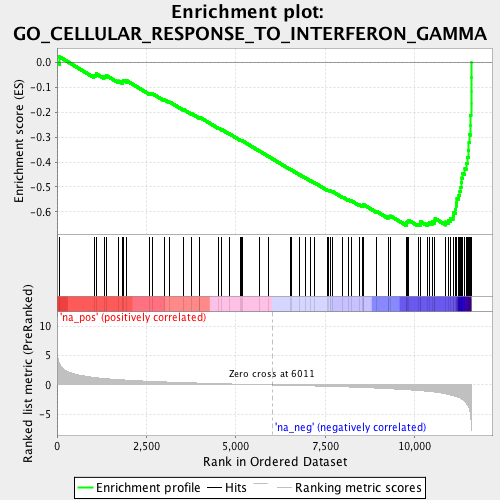 Enrichment plot:
GO_CELLULAR_RESPONSE_TO_INTERFERON_GAMMA
Enrichment score (ES)
0.0
-0.1
-0.2
-0.3
-0.4
-0.5
-0.6
'na_pos' (positively correlated)
Ranked list metric (PreRanked)
10
5
0
-5
Zero cross at 6011
'na_neg' (negatively correlated)
0
2,500
5,000
7,500
10,000
Rank in Ordered Dataset
Enrichment profile
Hits
Ranking metric scores